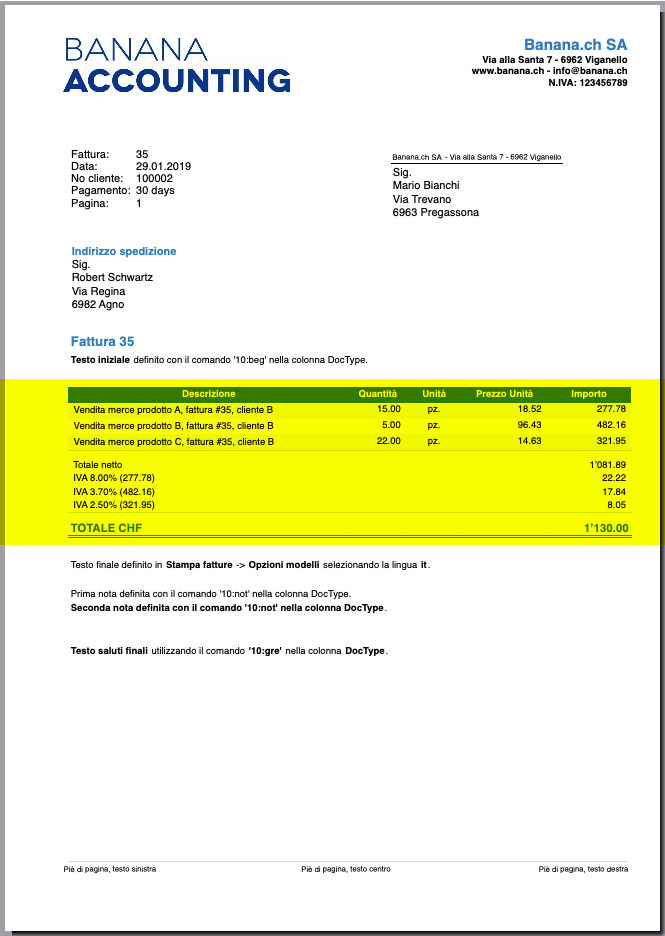 BANANA
ACCOUNTING
Banana.ch SA
Via alla Santa 7 - 6962 Viganello
www.banana.ch - info@banana.ch
N.IVA: 123456789
Fattura: 35
Data: 29.01.2019
No cliente: 100002
Pagamento: 30 days
Pagina: 1
Banana.ch SA - Via alla Santa 7 - 6962 Viganello
Sig.
Mario Bianchi
Via Trevano
6963 Pregassona
Indirizzo spedizione
Sig.
Robert Schwartz
Via Regina
6982 Agno
Fattura 35
Testo iniziale definito con il comando '10:beg' nella colonna DocType.
Descrizione Quantità Unità Prezzo Unità Importo
Vendita merce prodotto A, fattura #35, cliente B 15.00 pz. 18.52 277.78
Vendita merce prodotto B, fattura #35, cliente B 5.00 pz. 96.43 482.16
Vendita merce prodotto C, fattura #35, cliente B 22.00 pz. 14.63 321.95
Totale netto 1'081.89
IVA 8.00% (277.78) 22.22
IVA 3.70% (482.16) 17.84
IVA 2.50% (321.95) 8.05
TOTALE CHF 1'130.00
Testo finale definito in Stampa fatture -> Opzioni modelli selezionando la lingua it.
Prima nota definita con il comando '10:not' nella colonna DocType.
Seconda nota definita con il comando '10:not' nella colonna DocType.
Testo saluti finali utilizzando il comando '10:gre' nella colonna DocType.
Piè di pagina, testo sinistra Piè di pagina, testo centro Piè di pagina, testo destra